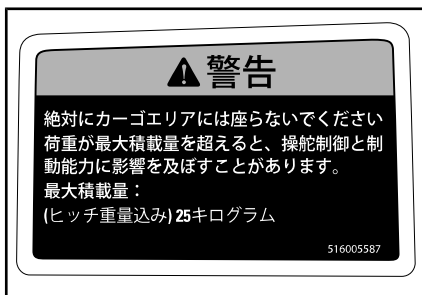 警告
絶対にカーゴエリアには座らないでください
荷重が最大積載量を超えると、操舵制御と制
動能力に影響を及ぼすことがあります。
最大積載量：
(ヒッチ重量込み) 25キログラム
516005587